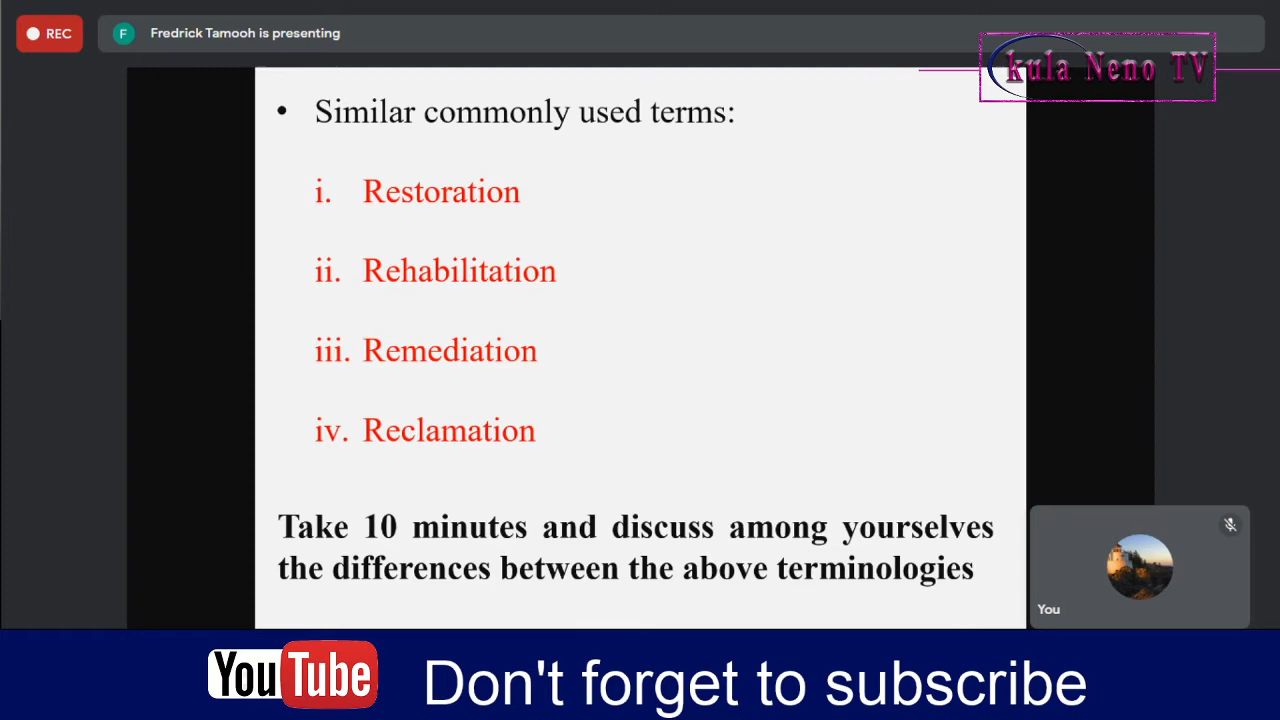 REC
F
Fredrick Tamooh is presenting
kula Neno TV
• Similar commonly used terms:
i. Restoration
ii. Rehabilitation
iii. Remediation
iv. Reclamation
Take 10 minutes and discuss among yourselves
the differences between the above terminologies
You
YouTube Don't forget to subscribe